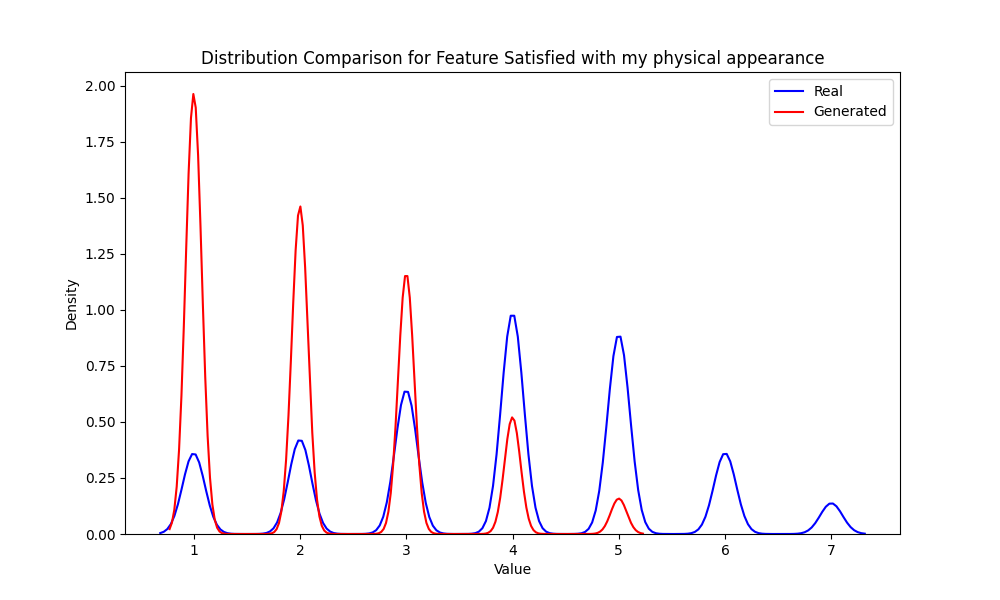 Distribution Comparison for Feature Satisfied with my physical appearance
Real
Generated
2.00
1.75
1.50
1.25
1.00
0.75
0.50
0.25
0.00
Density
1 2 3 4 5 6 7
Value